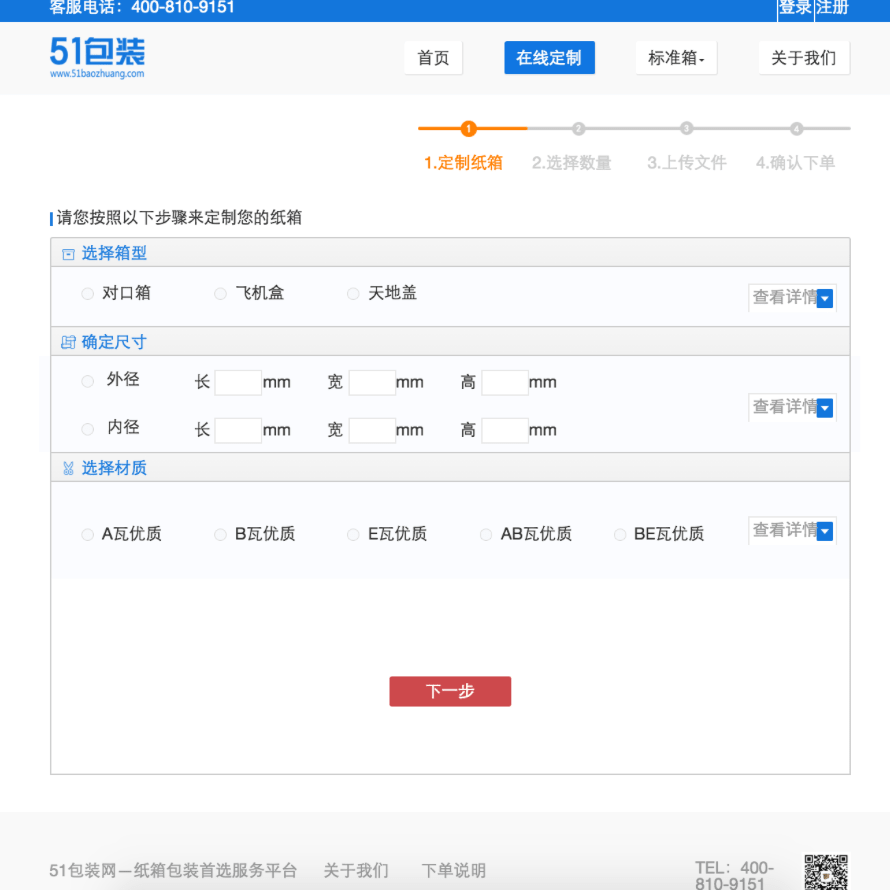 客服电话：400-810-9151 登录 注册
51包装
www.51baozhuang.com
首页 在线定制 标准箱 关于我们
1 2 3 4
1.定制纸箱 2.选择数量 3.上传文件 4.确认下单
请您按照以下步骤来定制您的纸箱
选择箱型
对口箱 飞机盒 天地盖 查看详情
确定尺寸
外径 长 mm 宽 mm 高 mm
查看详情
内径 长 mm 宽 mm 高 mm
选择材质
A瓦优质 B瓦优质 E瓦优质 AB瓦优质 BE瓦优质 查看详情
下一步
51包装网—纸箱包装首选服务平台 关于我们 下单说明
TEL：400-
810-9151